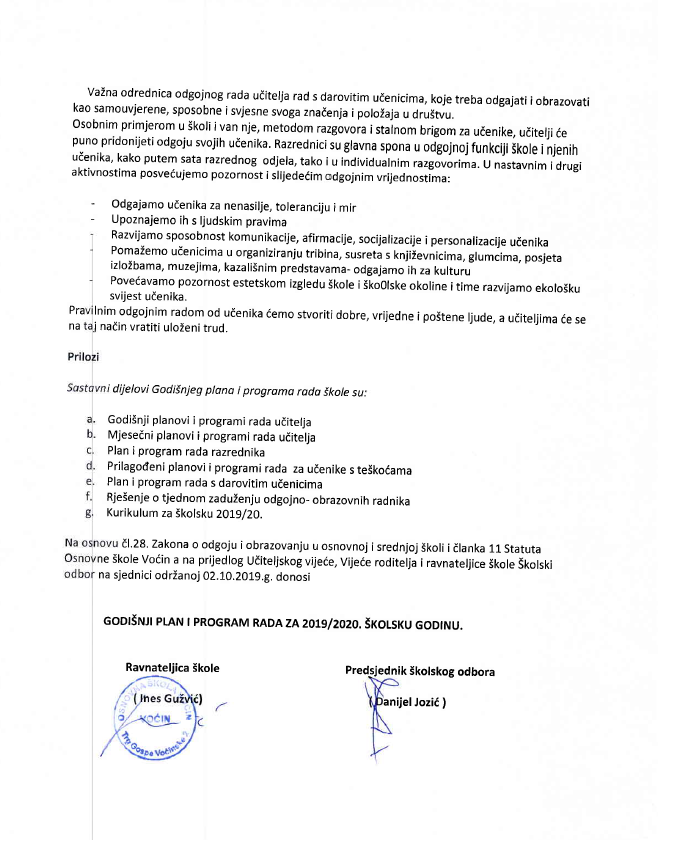 Važna odrednica odgojnog rada učitelja rad s darovitim učenicima, koje treba odgajati i obrazovati
kao samouvjerene, sposobne i svjesne svoga značenja i položaja u društvu.
Osobnim primjerom u školi i van nje, metodom razgovora i stalnom brigom za učenike, učitelji će
puno pridonijeti odgoju svojih učenika. Razrednici su glavna spona u odgojnoj funkciji škole i njenih
učenika, kako putem sata razrednog odjela, tako i u individualnim razgovorima. U nastavnim i drugi
aktivnostima posvećujemo pozornost i slijedećim odgojnim vrijednostima:
- Odgajamo učenika za nenasilje, toleranciju i mir
- Upoznajemo ih s ljudskim pravima
- Razvijamo sposobnost komunikacije, afirmacije, socijalizacije i personalizacije učenika
- Pomažemo učenicima u organiziranju tribina, susreta s književnicima, glumcima, posjeta
izložbama, muzejima, kazališnim predstavama- odgajamo ih za kulturu
- Povećavamo pozornost estetskom izgledu škole i ško0lske okoline i time razvijamo ekološku
svijest učenika.
Pravilnim odgojnim radom od učenika ćemo stvoriti dobre, vrijedne i poštene ljude, a učiteljima će se
na taj način vratiti uloženi trud.
Prilozi
Sastavni dijelovi Godišnjeg plana i programa rada škole su:
a. Godišnji planovi i programi rada učitelja
b. Mjesečni planovi i programi rada učitelja
c. Plan i program rada razrednika
d. Prilagođeni planovi i programi rada za učenike s teškoćama
e. Plan i program rada s darovitim učenicima
f. Rješenje o tjednom zaduženju odgojno- obrazovnih radnika
g. Kurikulum za školsku 2019/20.
Na osnovu čl.28. Zakona o odgoju i obrazovanju u osnovnoj i srednjoj školi i članka 11 Statuta
Osnovne škole Voćin a na prijedlog Učiteljskog vijeće, Vijeće roditelja i ravnateljice škole Školski
odbor na sjednici održanoj 02.10.2019.g. donosi
GODIŠNJI PLAN I PROGRAM RADA ZA 2019/2020. ŠKOLSKU GODINU.
Ravnateljica škole Predsjednik školskog odbora
( Ines Gužvić) ( Danijel Jozić )
OSNOVNA ŠKOLA VOĆIN
VOĆIN
Trg Gospe Voćinske 2